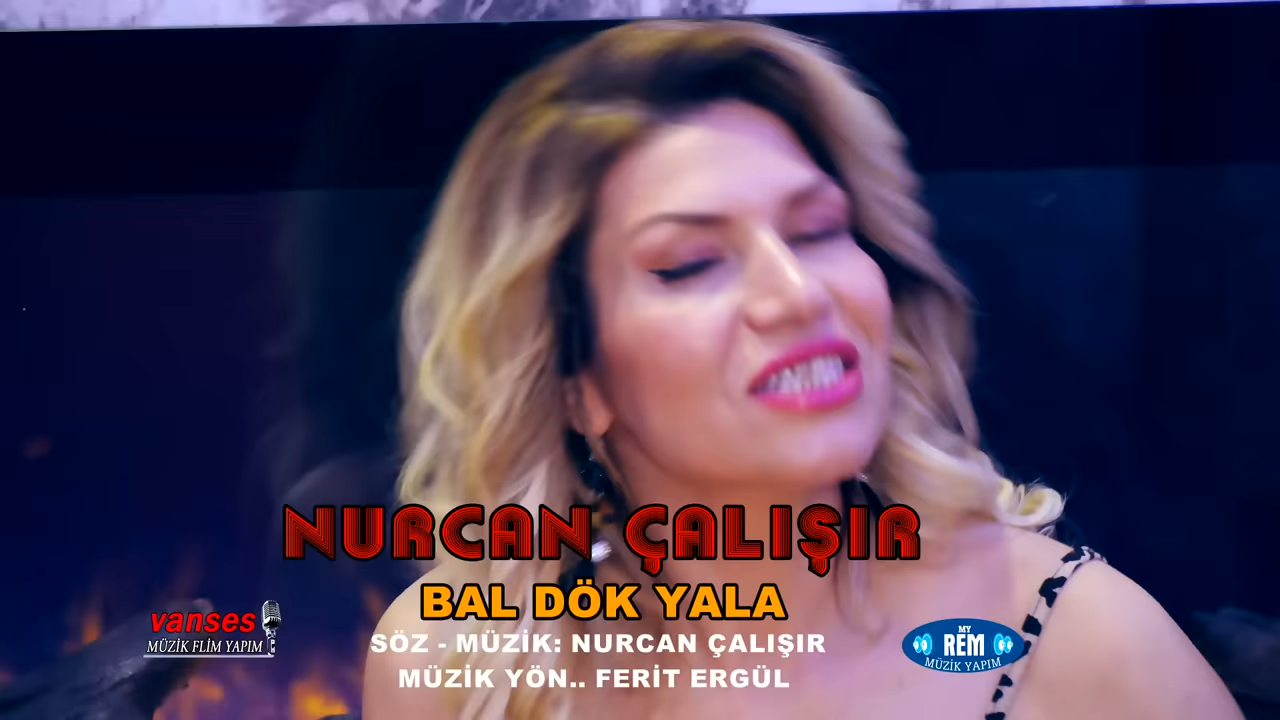 NURCAN ÇALIŞIR
BAL DÖK YALA
SÖZ - MÜZİK: NURCAN ÇALIŞIR
MÜZİK YÖN.. FERİT ERGÜL
vanses
MÜZİK FLİM YAPIM
MY
REM
MÜZİK YAPIM